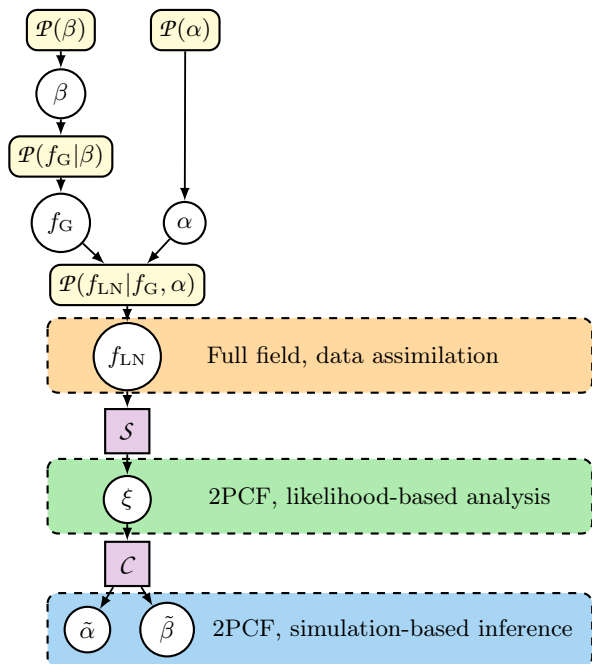 𝒫(β) 𝒫(α)
β
𝒫(f_G|β)
f_G α
𝒫(f_LN|f_G, α)
f_LN Full field, data assimilation
𝒮
ξ 2PCF, likelihood-based analysis
𝒞
α̃ β̃ 2PCF, simulation-based inference